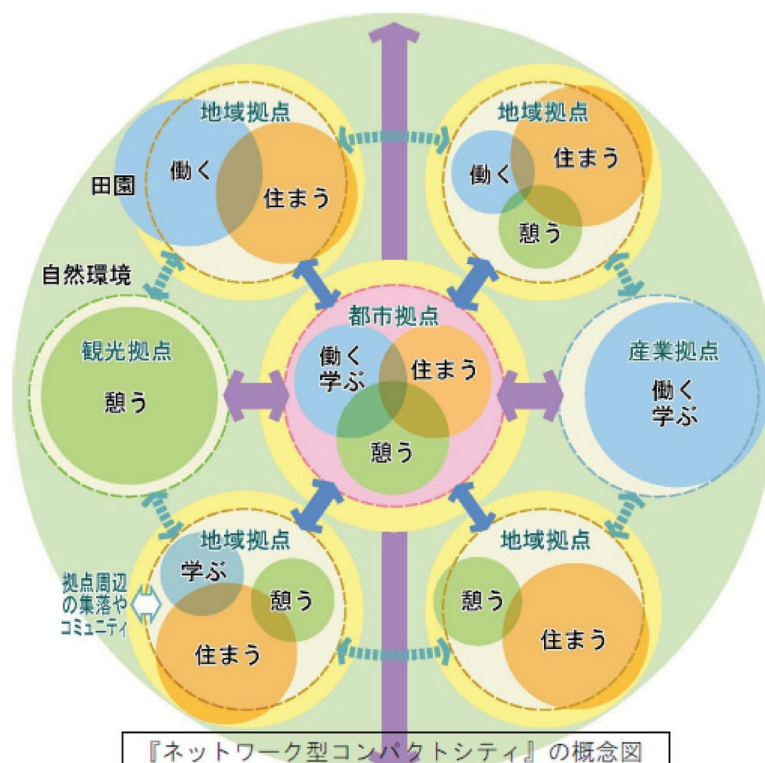 地域拠点
働く
住まう
田園
地域拠点
住まう
働く
憩う
自然環境
観光拠点
憩う
都市拠点
働く
学ぶ
住まう
憩う
産業拠点
働く
学ぶ
地域拠点
学ぶ
憩う
住まう
拠点周辺
の集落や
コミュニティ
地域拠点
憩う
住まう
『ネットワーク型コンパクトシティ』の概念図